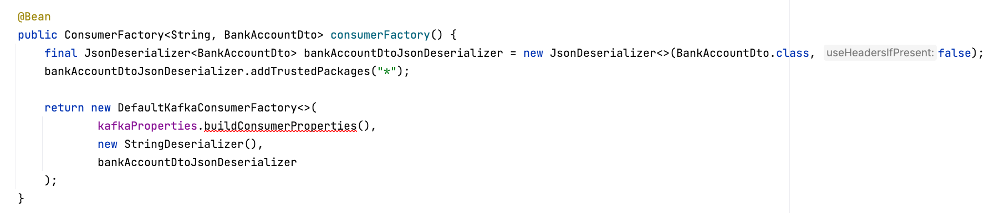 @Bean
public ConsumerFactory<String, BankAccountDto> consumerFactory() {
    final JsonDeserializer<BankAccountDto> bankAccountDtoJsonDeserializer = new JsonDeserializer<>(BankAccountDto.class, useHeadersIfPresent: false);
    bankAccountDtoJsonDeserializer.addTrustedPackages("*");

    return new DefaultKafkaConsumerFactory<>(
            kafkaProperties.buildConsumerProperties(),
            new StringDeserializer(),
            bankAccountDtoJsonDeserializer
    );
}